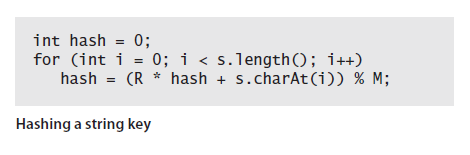 int hash = 0;
for (int i = 0; i < s.length(); i++)
   hash = (R * hash + s.charAt(i)) % M;
Hashing a string key